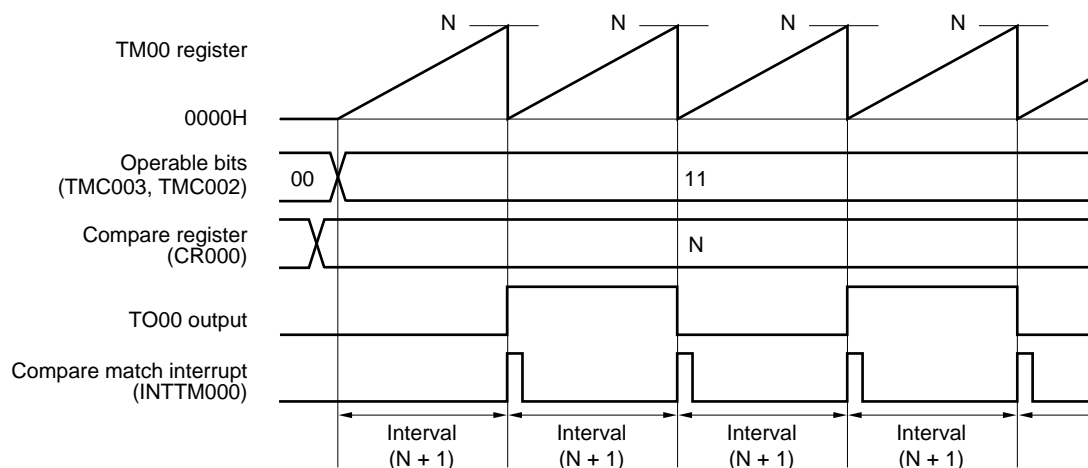 N N N N
TM00 register
0000H
Operable bits
(TMC003, TMC002)
00 11
Compare register
(CR000)
N
TO00 output
Compare match interrupt
(INTTM000)
Interval
(N + 1)
Interval
(N + 1)
Interval
(N + 1)
Interval
(N + 1)